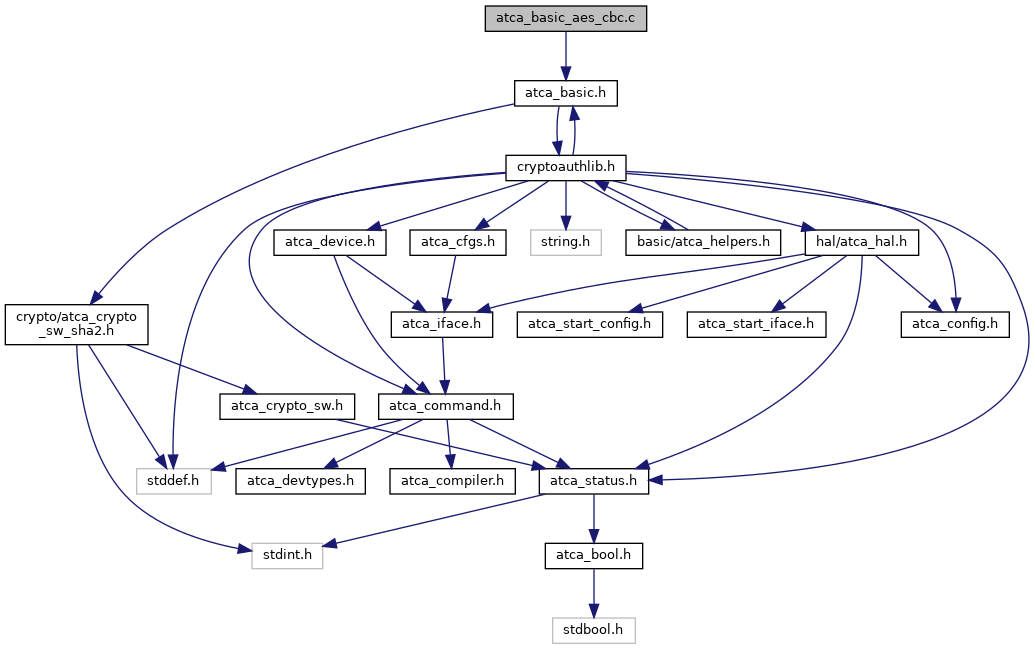 atca_basic_aes_cbc.c
atca_basic.h
cryptoauthlib.h
atca_device.h
atca_cfgs.h
string.h
basic/atca_helpers.h
hal/atca_hal.h
crypto/atca_crypto
_sw_sha2.h
atca_iface.h
atca_start_config.h
atca_start_iface.h
atca_config.h
atca_crypto_sw.h
atca_command.h
stddef.h
atca_devtypes.h
atca_compiler.h
atca_status.h
stdint.h
atca_bool.h
stdbool.h